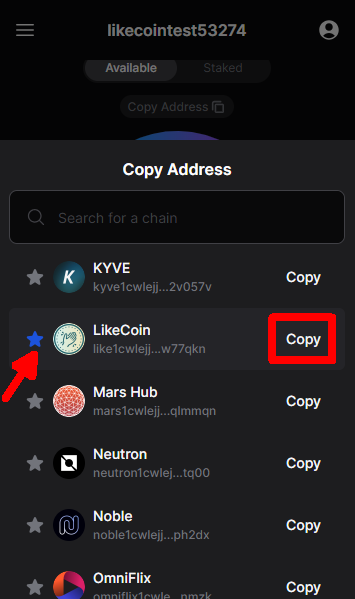 likecointest53274
Available
Staked
Copy Address
Copy Address
Search for a chain
KYVE
Copy
kyve1cwlejj...2v057v
LikeCoin
Copy
like1cwlejj...w77qkn
Mars Hub
Copy
mars1cwlejj...qlmmqn
Neutron
Copy
neutron1cwlej...tq00
Noble
Copy
noble1cwlejj...ph2dx
OmniFlix
Copy
omniflix1cwle...nmzk